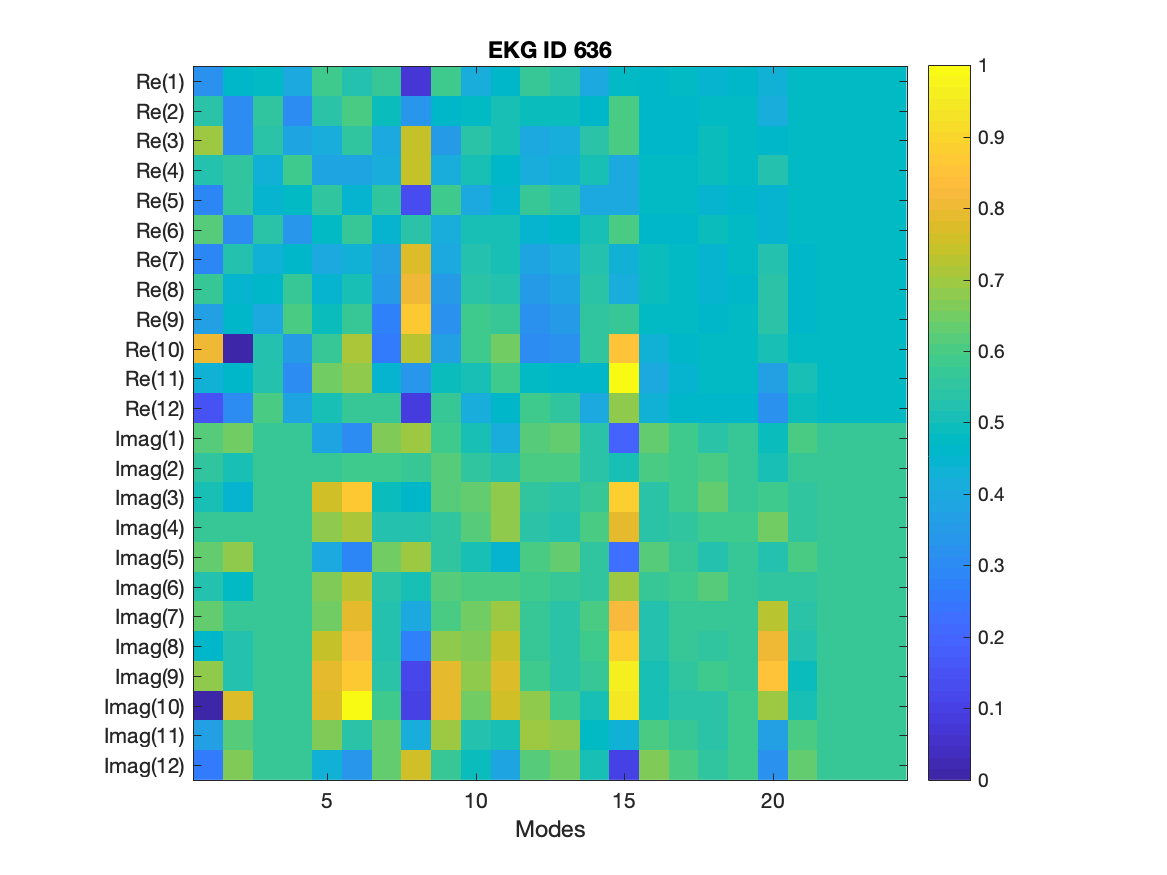 EKG ID 636
Re(1)
Re(2)
Re(3)
Re(4)
Re(5)
Re(6)
Re(7)
Re(8)
Re(9)
Re(10)
Re(11)
Re(12)
Imag(1)
Imag(2)
Imag(3)
Imag(4)
Imag(5)
Imag(6)
Imag(7)
Imag(8)
Imag(9)
Imag(10)
Imag(11)
Imag(12)
5 10 15 20
Modes
1
0.9
0.8
0.7
0.6
0.5
0.4
0.3
0.2
0.1
0